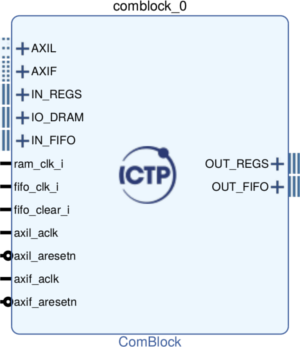 comblock_0
AXIL
AXIF
IN_REGS
IO_DRAM
IN_FIFO
ram_clk_i
fifo_clk_i
fifo_clear_i
axil_aclk
axil_aresetn
axif_aclk
axif_aresetn
ICTP
OUT_REGS
OUT_FIFO
ComBlock